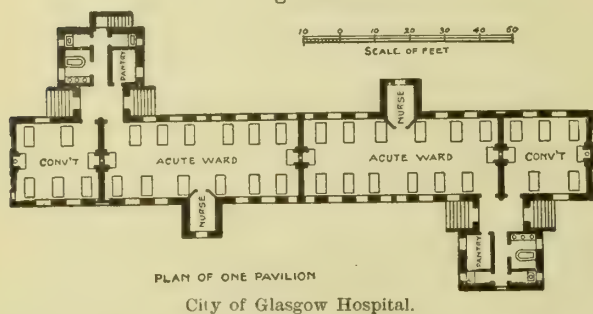 10 0 10 20 30 40 50 60
SCALE OF FEET
PANTRY
NURSE
CONV'T ACUTE WARD ACUTE WARD CONV'T
NURSE
PANTRY
PLAN OF ONE PAVILION
City of Glasgow Hospital.